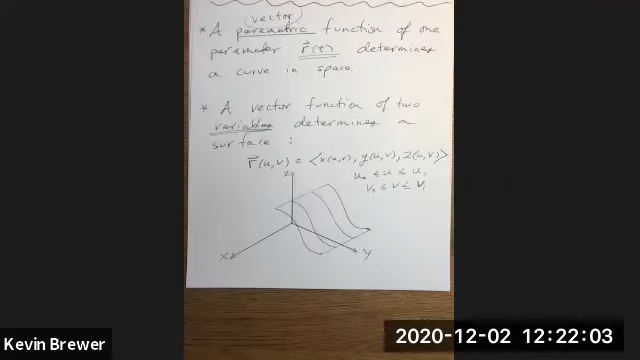 (vector)
* A parametric function of one
parameter r⃗(t) determines
a curve in space
* A vector function of two
variables determines a
surface :
r⃗(u,v) = <x(u,v), y(u,v), z(u,v)>
u₀ ≤ u ≤ u₁
v₀ ≤ v ≤ v₁
z
x
y
Kevin Brewer
2020-12-02 12:22:03